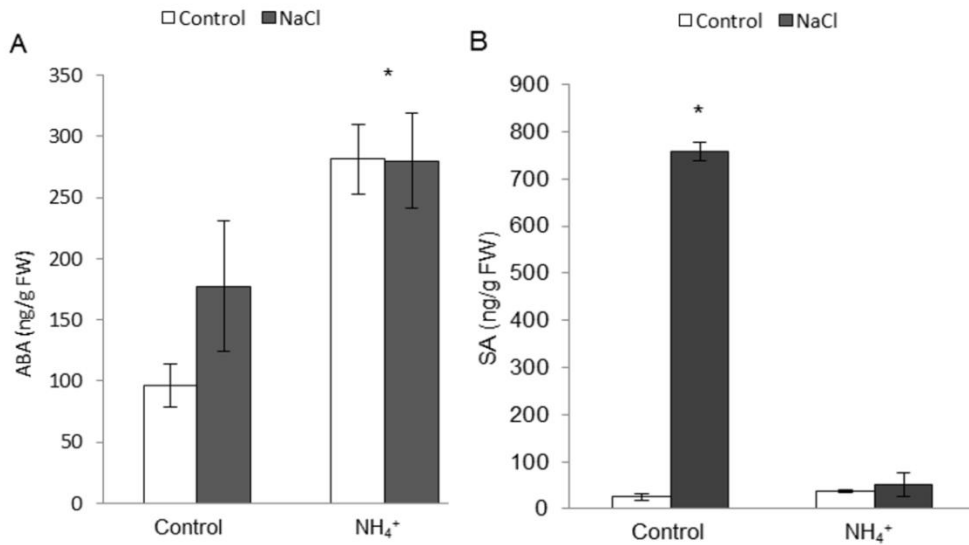 Control NaCl
A
350
*
300
250
200
150
100
50
0
ABA (ng/g FW)
Control NH₄⁺
Control NaCl
B
900
800
*
700
600
500
400
300
200
100
0
SA (ng/g FW)
Control NH₄⁺